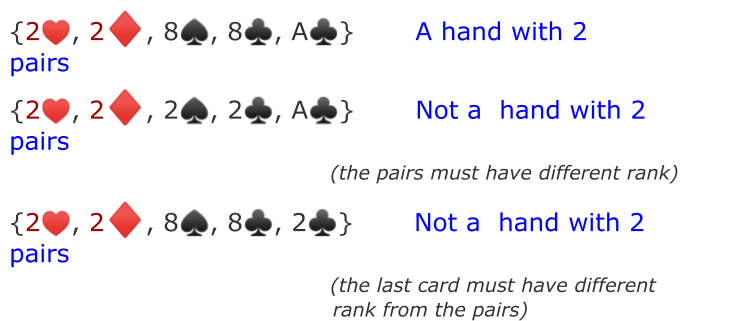 {2♥, 2♦, 8♠, 8♣, A♣} A hand with 2
pairs
{2♥, 2♦, 2♠, 2♣, A♣} Not a hand with 2
pairs
(the pairs must have different rank)
{2♥, 2♦, 8♠, 8♣, 2♣} Not a hand with 2
pairs
(the last card must have different
rank from the pairs)